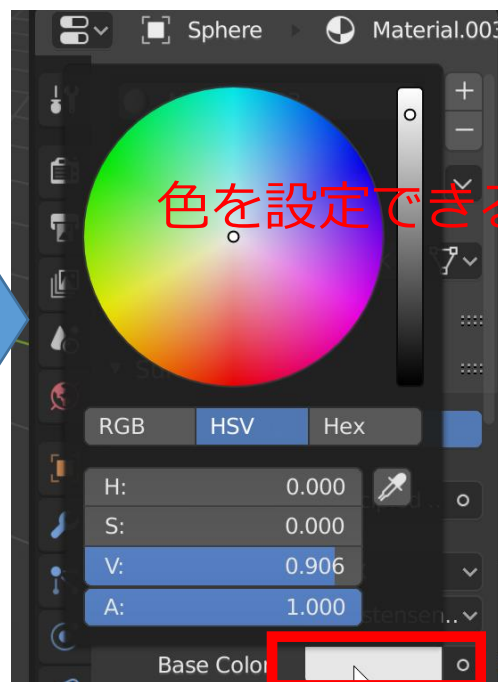 Sphere Material.003
色を設定できる
RGB HSV Hex
H: 0.000
S: 0.000
V: 0.906
A: 1.000
Base Color